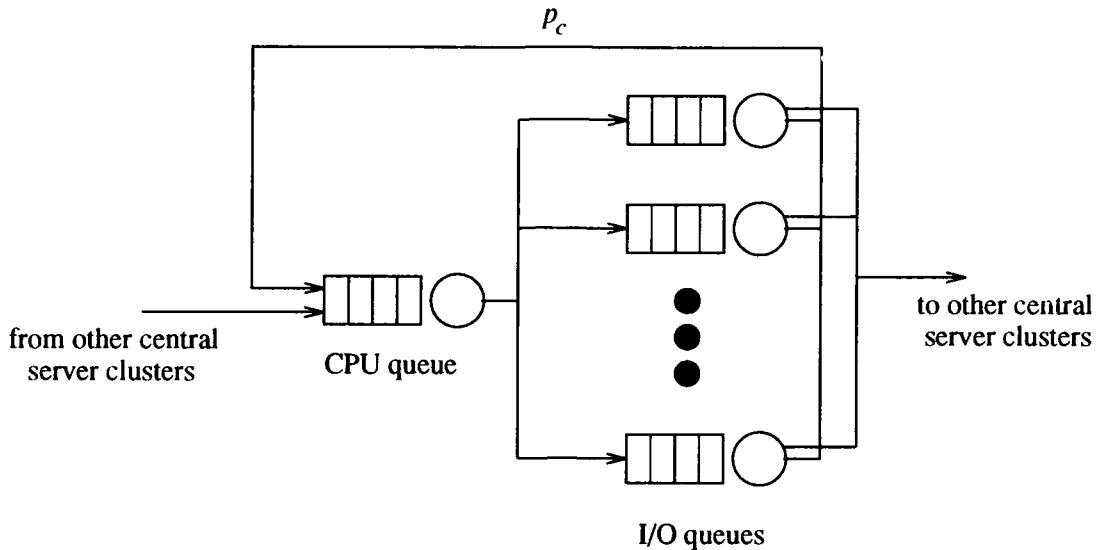 p_c
from other central
server clusters
CPU queue
to other central
server clusters
I/O queues